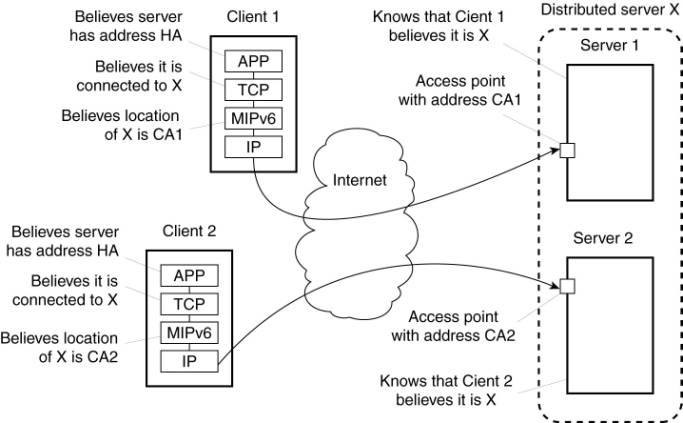 Believes server
has address HA
Client 1
Knows that Cient 1
believes it is X
Distributed server X
Server 1
APP
Believes it is
connected to X
TCP
Access point
with address CA1
Believes location
of X is CA1
MIPv6
IP
Internet
Believes server
has address HA
Client 2
Server 2
APP
Believes it is
connected to X
TCP
Access point
with address CA2
Believes location
of X is CA2
MIPv6
IP
Knows that Cient 2
believes it is X